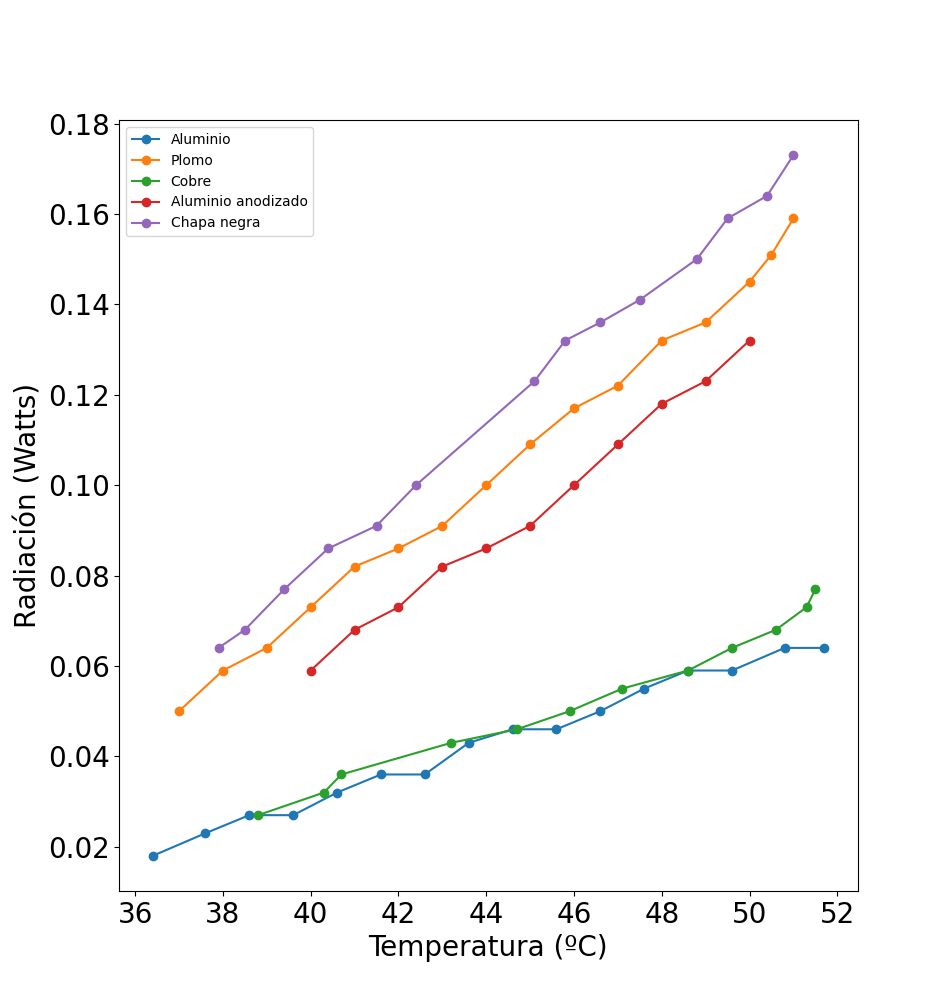 0.18
0.16
0.14
0.12
0.10
0.08
0.06
0.04
0.02
Radiación (Watts)
Aluminio
Plomo
Cobre
Aluminio anodizado
Chapa negra
36 38 40 42 44 46 48 50 52
Temperatura (ºC)